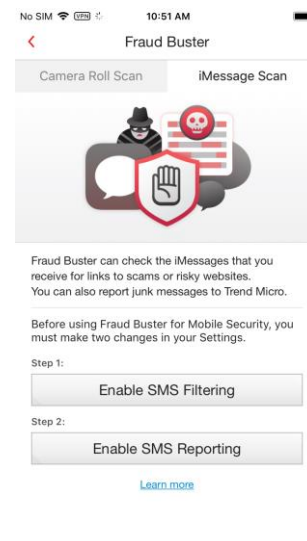 No SIM VPN 10:51 AM
Fraud Buster
Camera Roll Scan iMessage Scan
Fraud Buster can check the iMessages that you
receive for links to scams or risky websites.
You can also report junk messages to Trend Micro.
Before using Fraud Buster for Mobile Security, you
must make two changes in your Settings.
Step 1:
Enable SMS Filtering
Step 2:
Enable SMS Reporting
Learn more